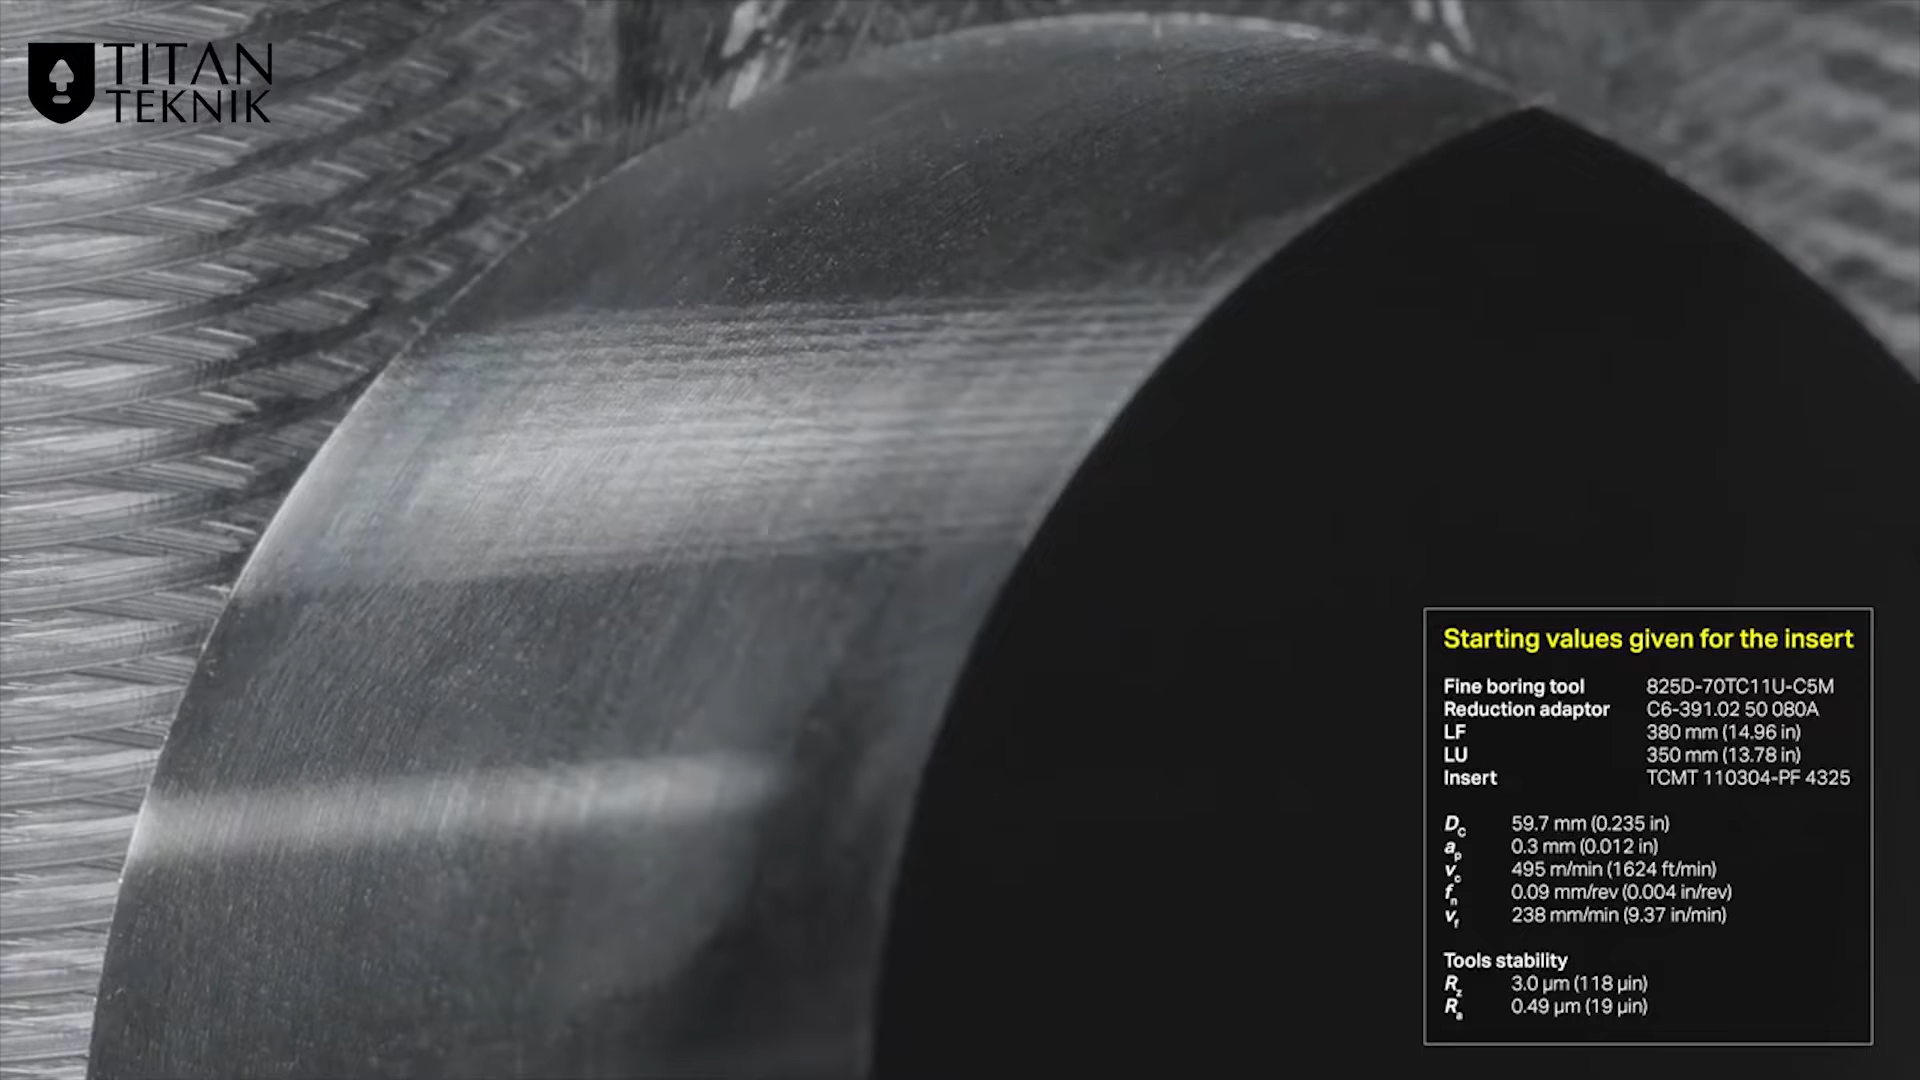 TITAN
TEKNIK
Starting values given for the insert
Fine boring tool 825D-70TC11U-C5M
Reduction adaptor C6-391.02 50 080A
LF 380 mm (14.96 in)
LU 350 mm (13.78 in)
Insert TCMT 110304-PF 4325
Dc 59.7 mm (0.235 in)
ap 0.3 mm (0.012 in)
vc 495 m/min (1624 ft/min)
fn 0.09 mm/rev (0.004 in/rev)
vf 238 mm/min (9.37 in/min)
Tools stability
Rz 3.0 µm (118 µin)
Ra 0.49 µm (19 µin)